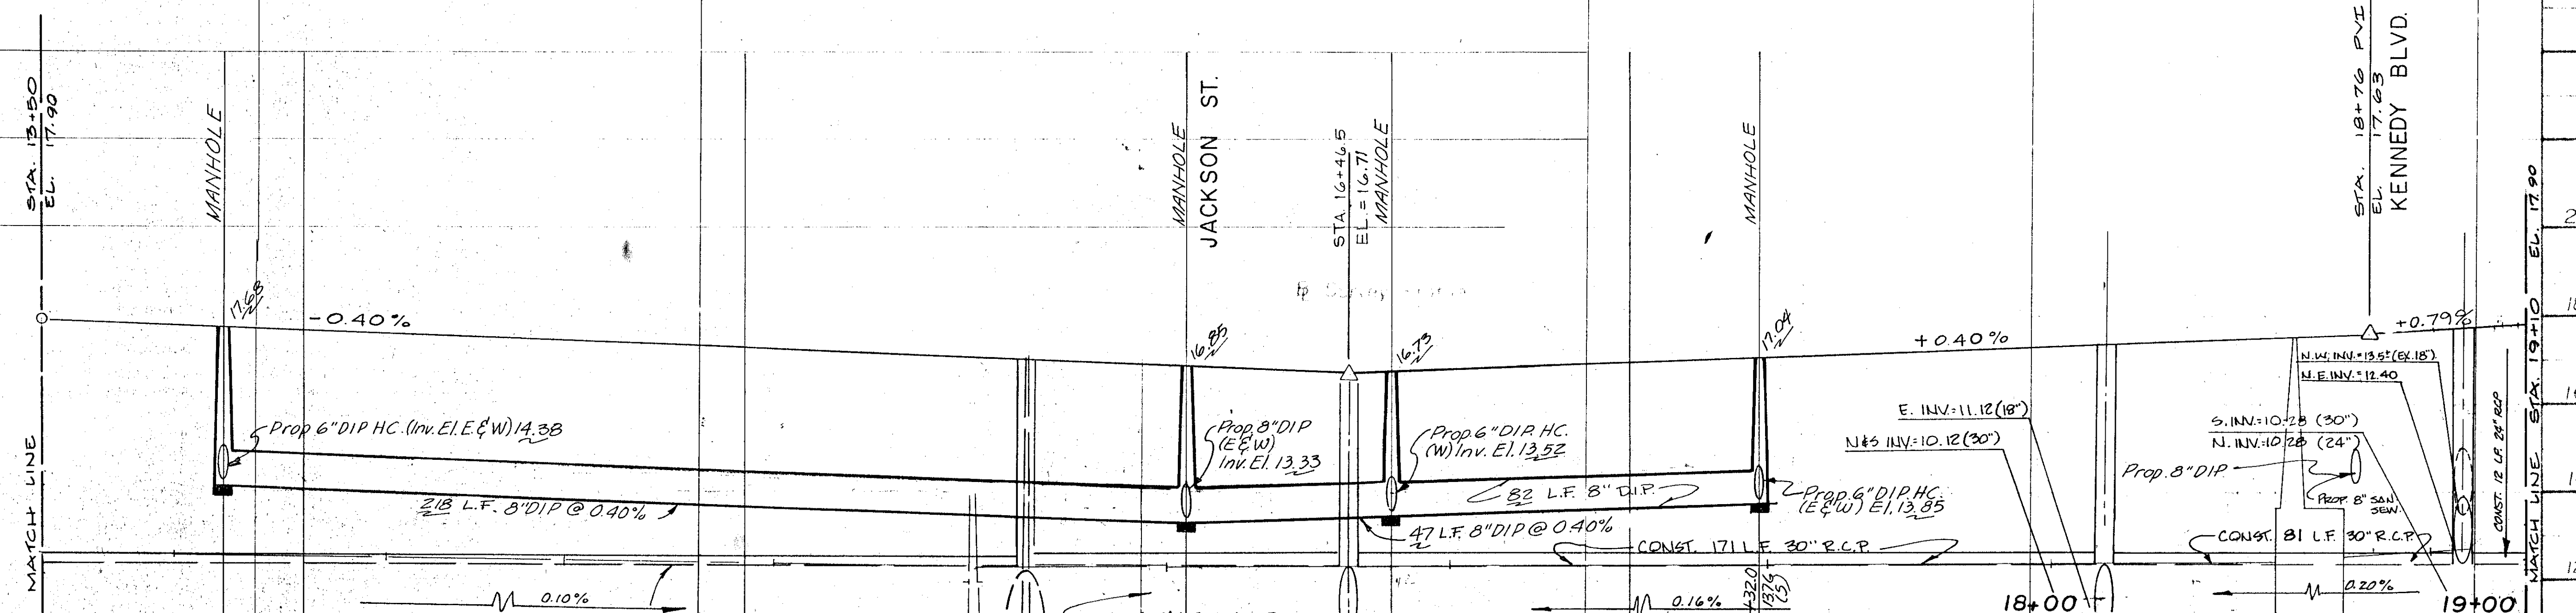 STA. 13+50
EL. 17.90
MATCH LINE
MANHOLE
17.68
-0.40%
Prop. 6" DIP HC. (Inv. El. E & W) 14.38
218 L.F. 8" DIP @ 0.40%
0.10%
MANHOLE
JACKSON ST.
16.85
Prop. 8" DIP
(E & W)
Inv. El. 13.33
STA. 16+46.5
EL. = 16.71
MANHOLE
16.73
Prop. 6" DIP. HC.
(W) Inv. El. 13.52
82 L.F. 8" D.I.P.
47 L.F. 8" DIP @ 0.40%
MANHOLE
17.04
Prop. 6" DIP. HC.
(E & W) El. 13.85
CONST. 171 L.F. 30" R.C.P.
0.16%
+0.40%
E. INV.=11.12 (18")
N&S INV.=10.12 (30")
18+00
STA. 18+76 PVI
EL. 17.63
KENNEDY BLVD.
+0.79%
N.W. INV.=13.5± (EX.18")
N.E. INV.=12.40
S. INV.=10.28 (30")
N. INV.=10.28 (24")
Prop. 8" DIP
PROP. 8" SAN.
SEW.
CONST. 81 L.F. 30" R.C.P.
0.20%
CONST. 12 LF. 24" RCP
19+00
MATCH LINE STA. 19+10 EL. 17.90